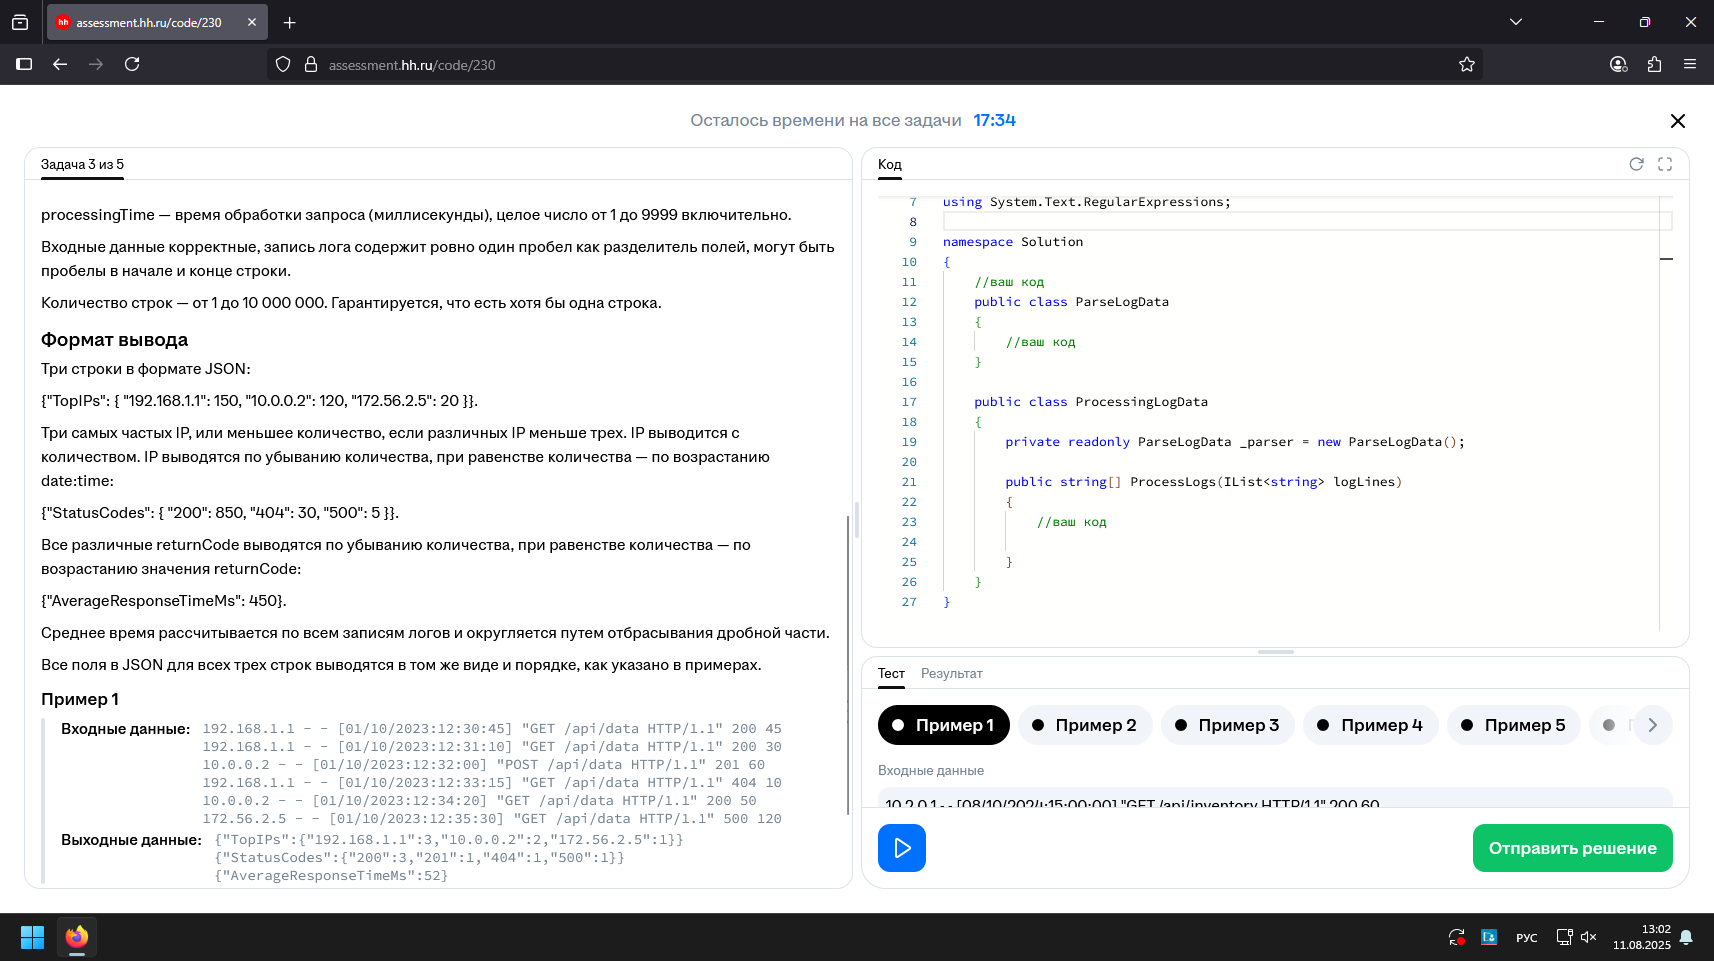 assessment.hh.ru/code/230
assessment.hh.ru/code/230
Осталось времени на все задачи 17:34
Задача 3 из 5
processingTime — время обработки запроса (миллисекунды), целое число от 1 до 9999 включительно.
Входные данные корректные, запись лога содержит ровно один пробел как разделитель полей, могут быть
пробелы в начале и конце строки.
Количество строк — от 1 до 10 000 000. Гарантируется, что есть хотя бы одна строка.
Формат вывода
Три строки в формате JSON:
{"TopIPs": { "192.168.1.1": 150, "10.0.0.2": 120, "172.56.2.5": 20 }}.
Три самых частых IP, или меньшее количество, если различных IP меньше трех. IP выводится с
количеством. IP выводятся по убыванию количества, при равенстве количества — по возрастанию
date:time:
{"StatusCodes": { "200": 850, "404": 30, "500": 5 }}.
Все различные returnCode выводятся по убыванию количества, при равенстве количества — по
возрастанию значения returnCode:
{"AverageResponseTimeMs": 450}.
Среднее время рассчитывается по всем записям логов и округляется путем отбрасывания дробной части.
Все поля в JSON для всех трех строк выводятся в том же виде и порядке, как указано в примерах.
Пример 1
Входные данные: 192.168.1.1 - - [01/10/2023:12:30:45] "GET /api/data HTTP/1.1" 200 45
192.168.1.1 - - [01/10/2023:12:31:10] "GET /api/data HTTP/1.1" 200 30
10.0.0.2 - - [01/10/2023:12:32:00] "POST /api/data HTTP/1.1" 201 60
192.168.1.1 - - [01/10/2023:12:33:15] "GET /api/data HTTP/1.1" 404 10
10.0.0.2 - - [01/10/2023:12:34:20] "GET /api/data HTTP/1.1" 200 50
172.56.2.5 - - [01/10/2023:12:35:30] "GET /api/data HTTP/1.1" 500 120
Выходные данные: {"TopIPs":{"192.168.1.1":3,"10.0.0.2":2,"172.56.2.5":1}}
{"StatusCodes":{"200":3,"201":1,"404":1,"500":1}}
{"AverageResponseTimeMs":52}
Код
7 using System.Text.RegularExpressions;
8
9 namespace Solution
10 {
11 //ваш код
12 public class ParseLogData
13 {
14 //ваш код
15 }
16
17 public class ProcessingLogData
18 {
19 private readonly ParseLogData _parser = new ParseLogData();
20
21 public string[] ProcessLogs(IList<string> logLines)
22 {
23 //ваш код
24
25 }
26 }
27 }
Тест Результат
Пример 1 Пример 2 Пример 3 Пример 4 Пример 5
Входные данные
10.2.0.1 - - [08/10/2024:15:00:00] "GET /api/inventory HTTP/1.1" 200 60
Отправить решение
РУС
13:02
11.08.2025